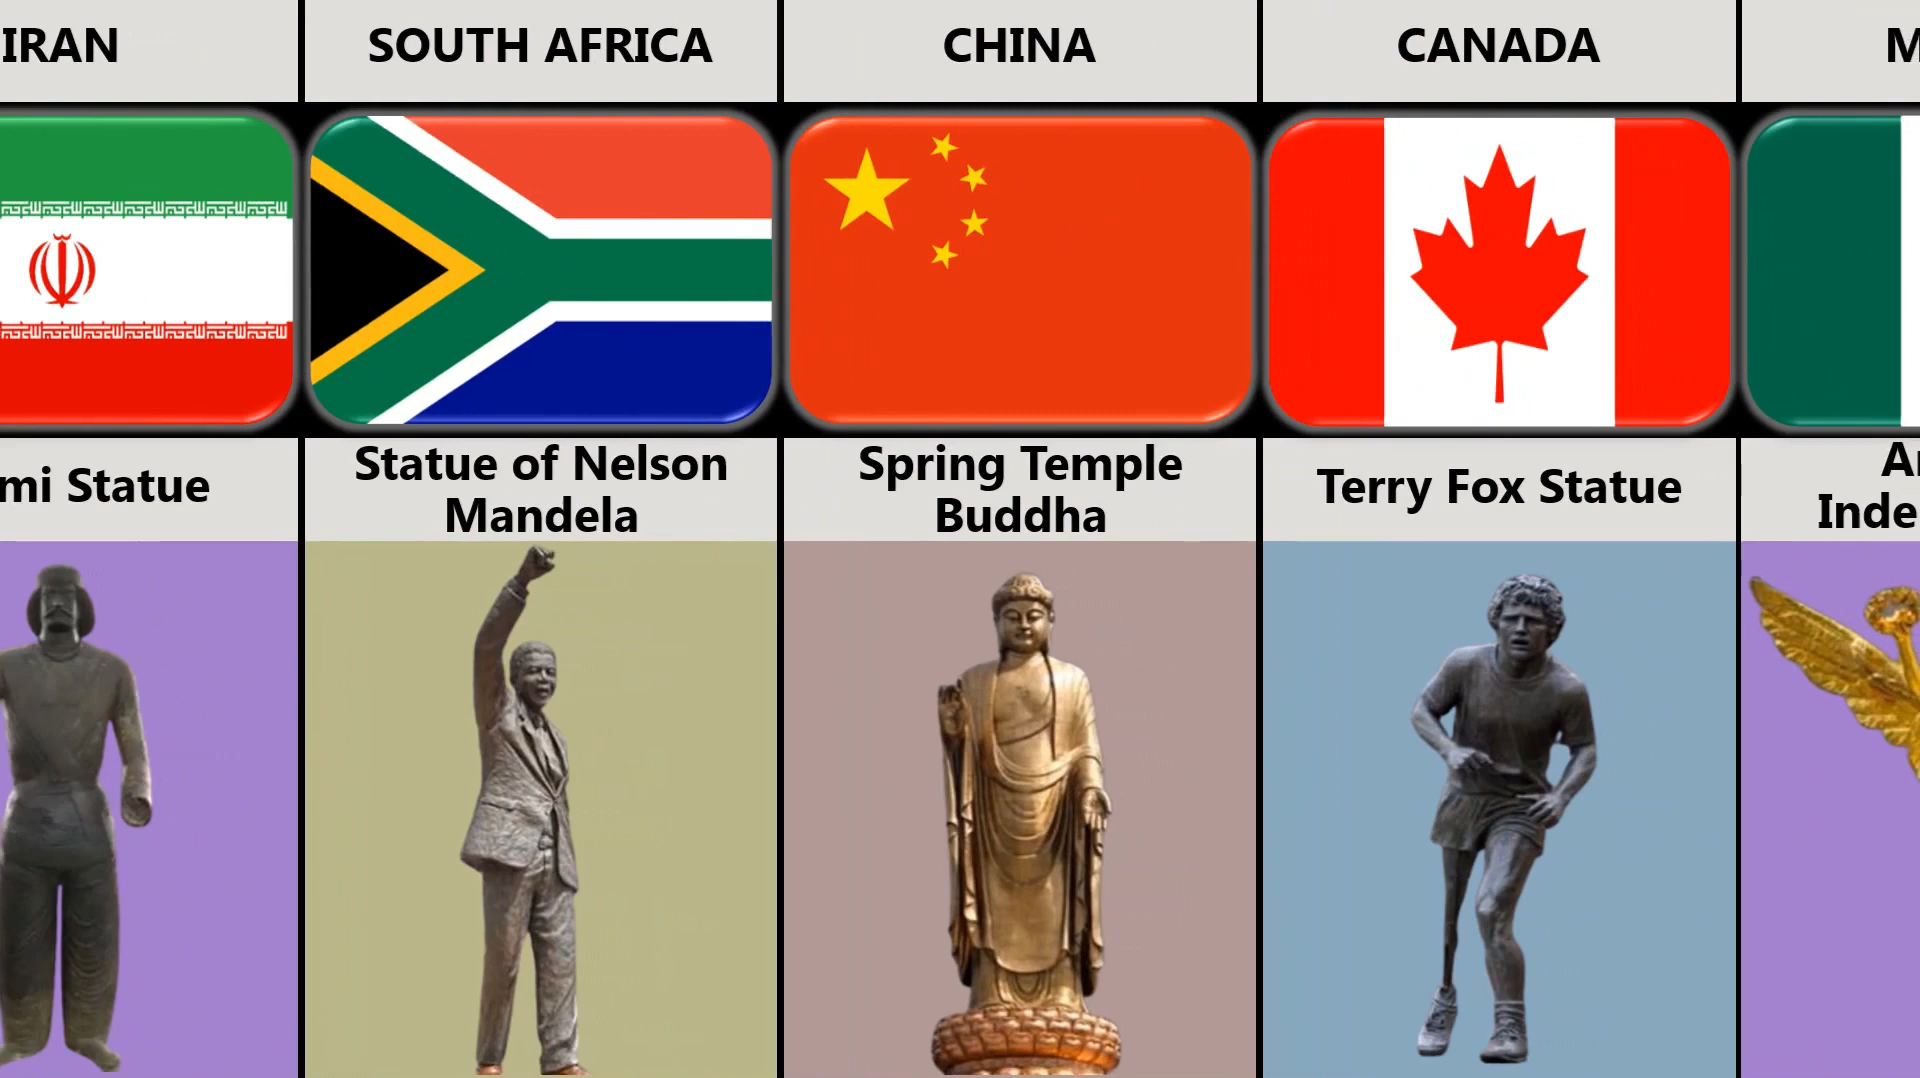 IRAN
SOUTH AFRICA
CHINA
CANADA
mi Statue
Statue of Nelson
Mandela
Spring Temple
Buddha
Terry Fox Statue
Inde